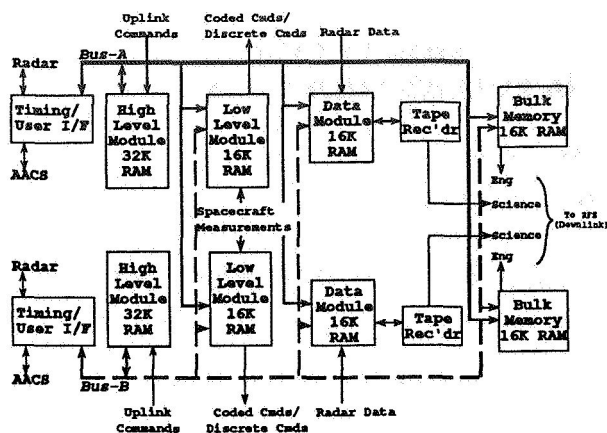 Uplink
Commands
Coded Cmds/
Discrete Cmds
Radar Data
Bus-A
Radar
Timing/
User I/F
AACS
High
Level
Module
32K
RAM
Low
Level
Module
16K
RAM
Data
Module
16K
RAM
Tape
Rec'dr
Bulk
Memory
16K RAM
Eng
Science
Spacecraft
Measurements
To RFS
(Downlink)
Science
Eng
Radar
Timing/
User I/F
AACS
High
Level
Module
32K
RAM
Low
Level
Module
16K
RAM
Data
Module
16K
RAM
Tape
Rec'dr
Bulk
Memory
16K RAM
Bus-B
Uplink
Commands
Coded Cmds/
Discrete Cmds
Radar Data